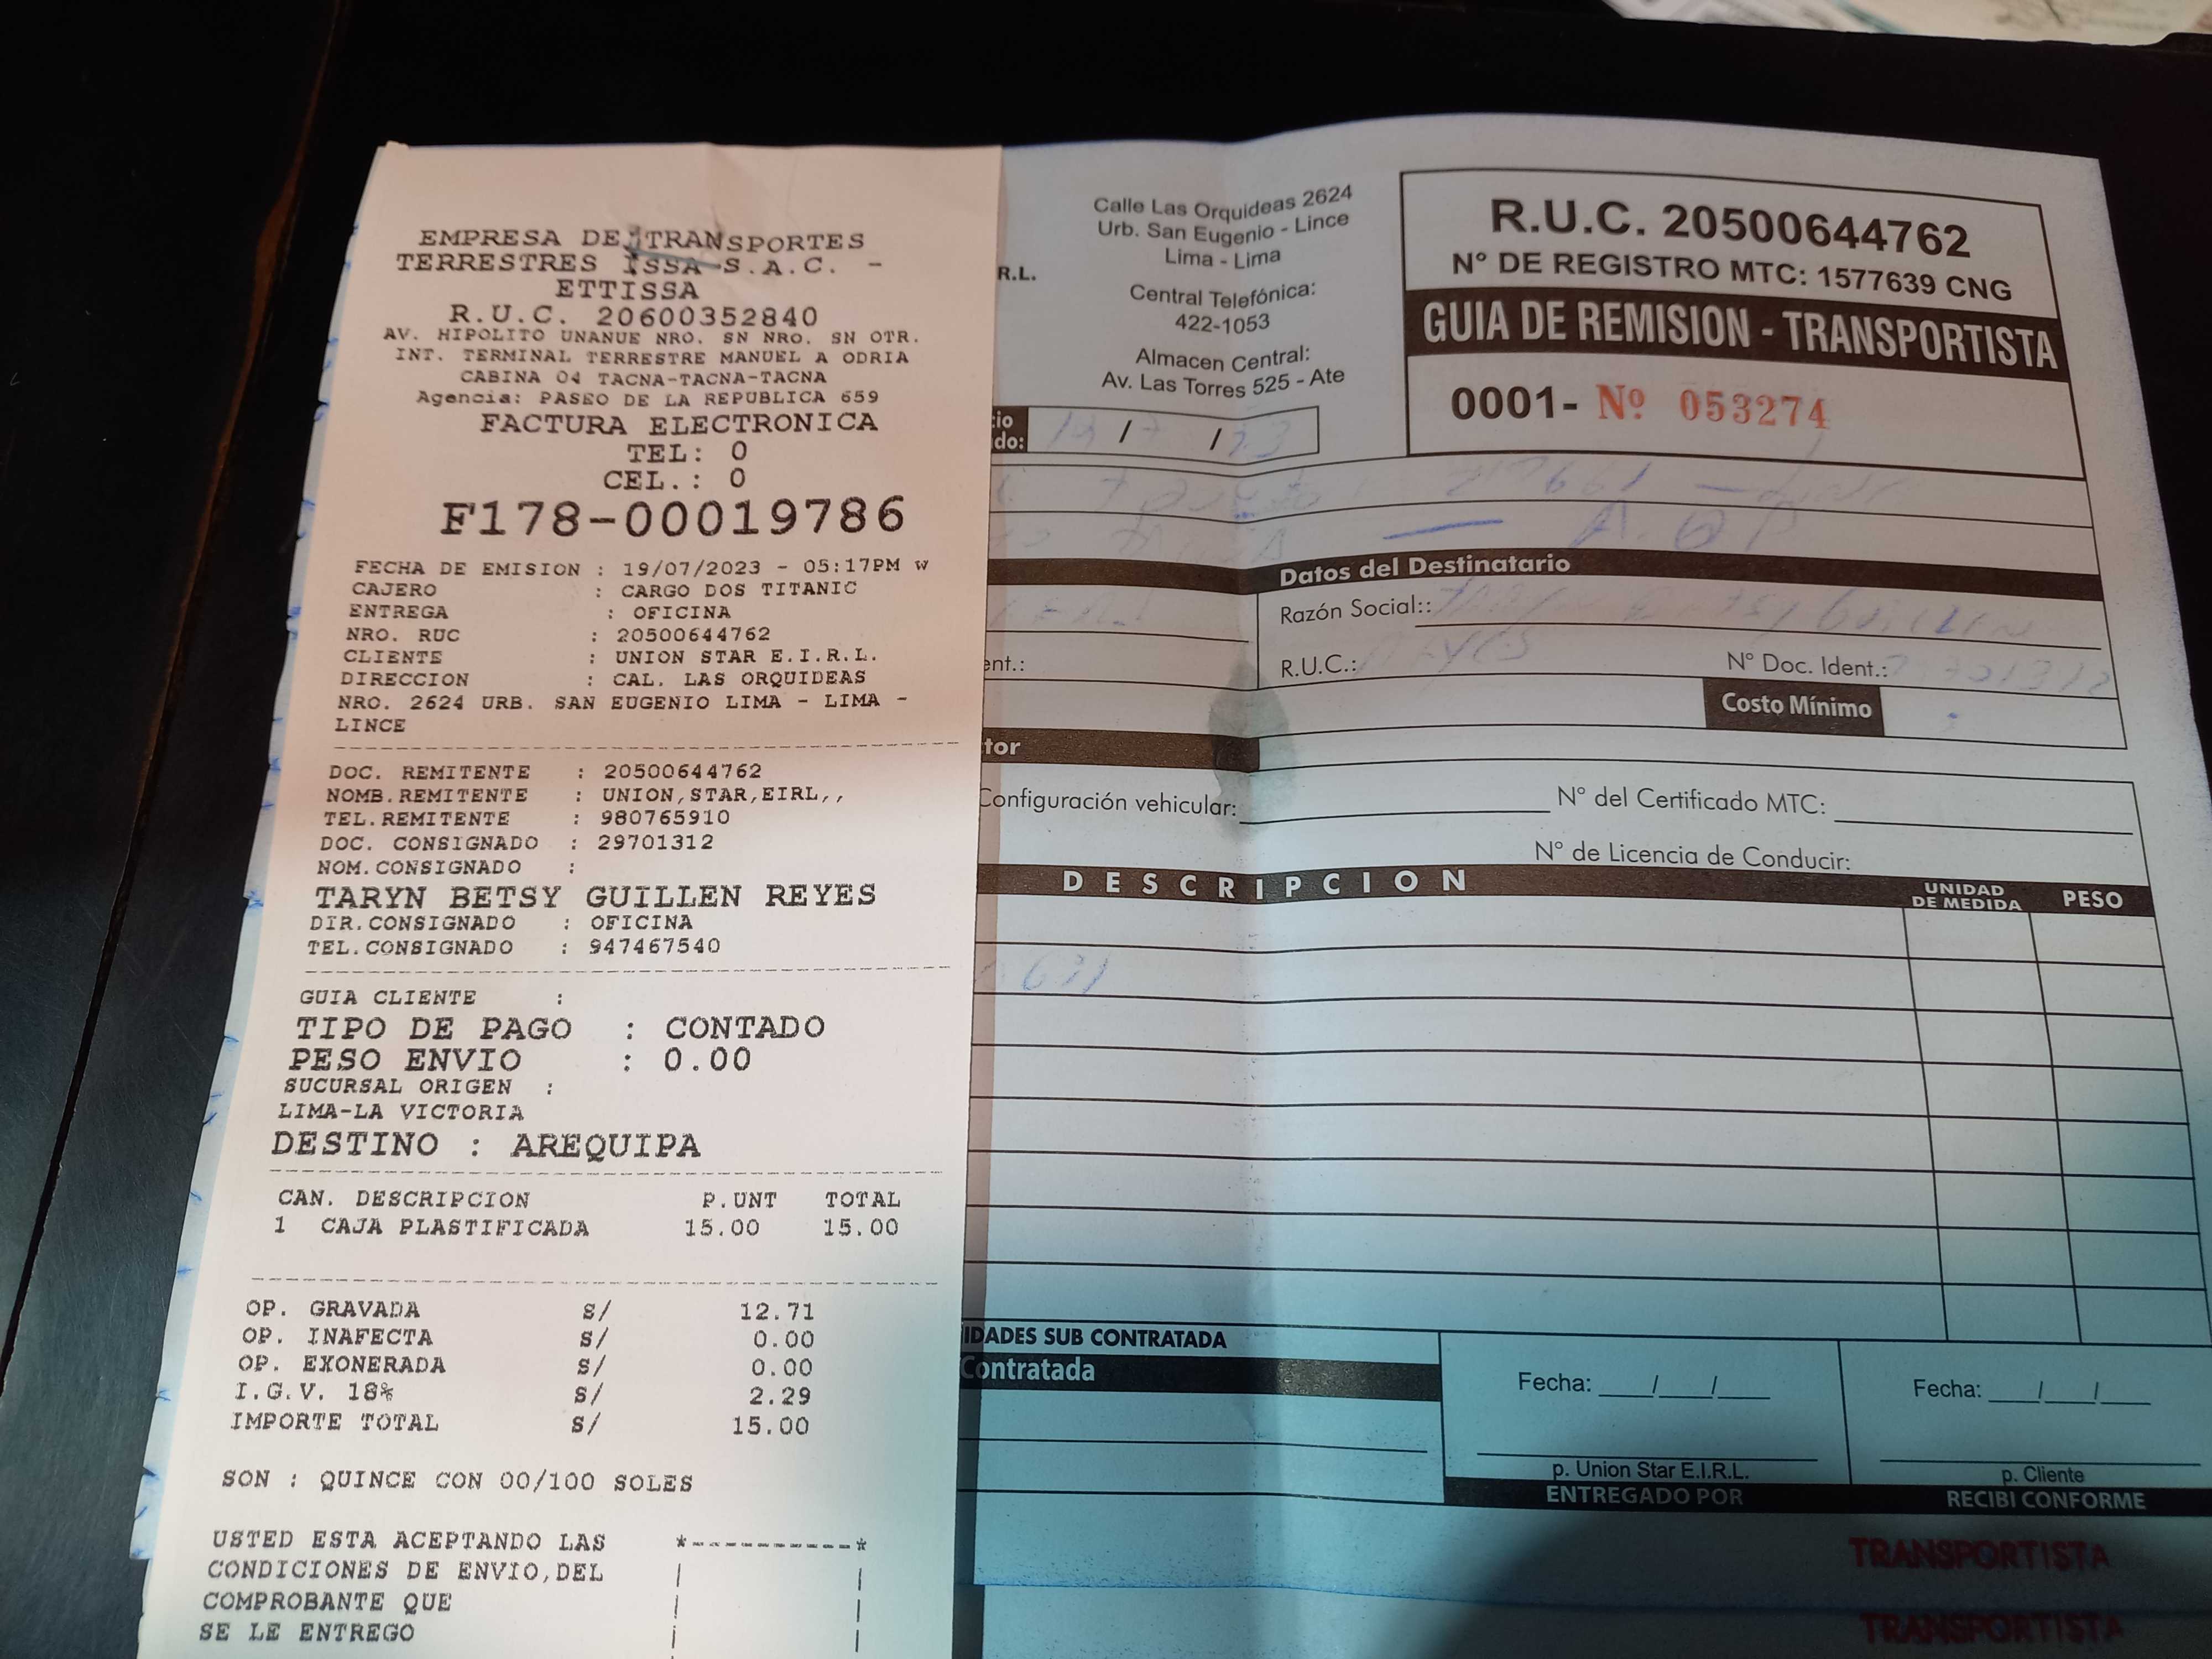 EMPRESA DE TRANSPORTES
TERRESTRES ISSA S.A.C. -
ETTISSA
R.U.C. 20600352840
AV. HIPOLITO UNANUE NRO. SN NRO. SN OTR.
INT. TERMINAL TERRESTRE MANUEL A ODRIA
CABINA 04 TACNA-TACNA-TACNA
Agencia: PASEO DE LA REPUBLICA 659
FACTURA ELECTRONICA
TEL: 0
CEL.: 0
F178-00019786
FECHA DE EMISION : 19/07/2023 - 05:17PM w
CAJERO : CARGO DOS TITANIC
ENTREGA : OFICINA
NRO. RUC : 20500644762
CLIENTE : UNION STAR E.I.R.L.
DIRECCION : CAL. LAS ORQUIDEAS
NRO. 2624 URB. SAN EUGENIO LIMA - LIMA -
LINCE
DOC. REMITENTE : 20500644762
NOMB.REMITENTE : UNION,STAR,EIRL,,
TEL.REMITENTE : 980765910
DOC. CONSIGNADO : 29701312
NOM.CONSIGNADO :
TARYN BETSY GUILLEN REYES
DIR.CONSIGNADO : OFICINA
TEL.CONSIGNADO : 947467540
GUIA CLIENTE :
TIPO DE PAGO : CONTADO
PESO ENVIO : 0.00
SUCURSAL ORIGEN :
LIMA-LA VICTORIA
DESTINO : AREQUIPA
CAN. DESCRIPCION P.UNT TOTAL
1 CAJA PLASTIFICADA 15.00 15.00
OP. GRAVADA S/ 12.71
OP. INAFECTA S/ 0.00
OP. EXONERADA S/ 0.00
I.G.V. 18% S/ 2.29
IMPORTE TOTAL S/ 15.00
SON : QUINCE CON 00/100 SOLES
USTED ESTA ACEPTANDO LAS
CONDICIONES DE ENVIO,DEL
COMPROBANTE QUE
SE LE ENTREGO
R.L.
Calle Las Orquideas 2624
Urb. San Eugenio - Lince
Lima - Lima
Central Telefónica:
422-1053
Almacen Central:
Av. Las Torres 525 - Ate
R.U.C. 20500644762
N° DE REGISTRO MTC: 1577639 CNG
GUIA DE REMISION - TRANSPORTISTA
0001- Nº 053274
Datos del Destinatario
Razón Social::
R.U.C.: N° Doc. Ident.:
Costo Mínimo
Configuración vehicular: N° del Certificado MTC:
N° de Licencia de Conducir:
DESCRIPCION UNIDAD DE MEDIDA PESO
SUB CONTRATADA
Contratada
Fecha: / /
p. Union Star E.I.R.L.
ENTREGADO POR
Fecha: / /
p. Cliente
RECIBI CONFORME
TRANSPORTISTA
TRANSPORTISTA